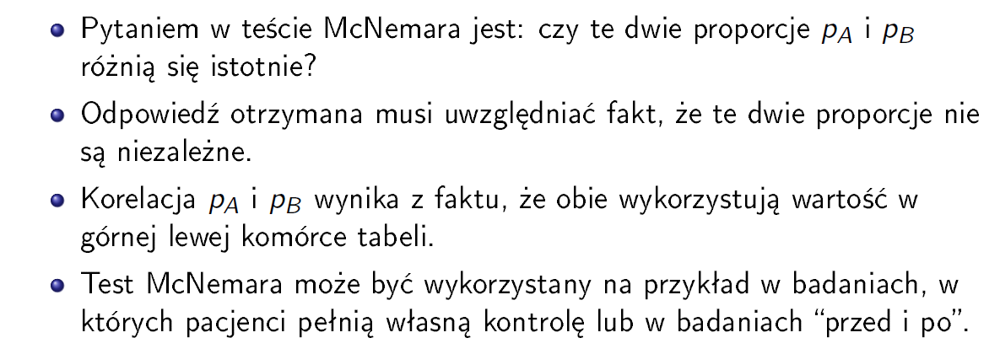 Pytaniem w teście McNemara jest: czy te dwie proporcje p_A i p_B
różnią się istotnie?
Odpowiedź otrzymana musi uwzględniać fakt, że te dwie proporcje nie
są niezależne.
Korelacja p_A i p_B wynika z faktu, że obie wykorzystują wartość w
górnej lewej komórce tabeli.
Test McNemara może być wykorzystany na przykład w badaniach, w
których pacjenci pełnią własną kontrolę lub w badaniach “przed i po”.